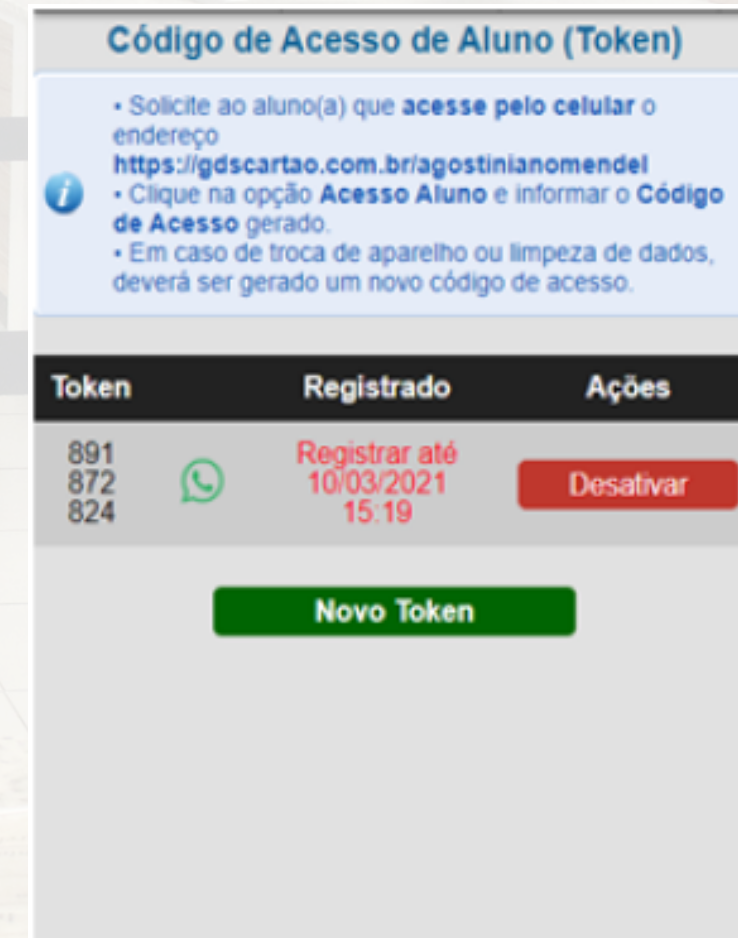 Código de Acesso de Aluno (Token)
• Solicite ao aluno(a) que acesse pelo celular o
endereço
https://gdscartao.com.br/agostinianomendel
• Clique na opção Acesso Aluno e informar o Código
de Acesso gerado.
• Em caso de troca de aparelho ou limpeza de dados,
deverá ser gerado um novo código de acesso.
Token Registrado Ações
891
872
824
Registrar até
10/03/2021
15:19
Desativar
Novo Token